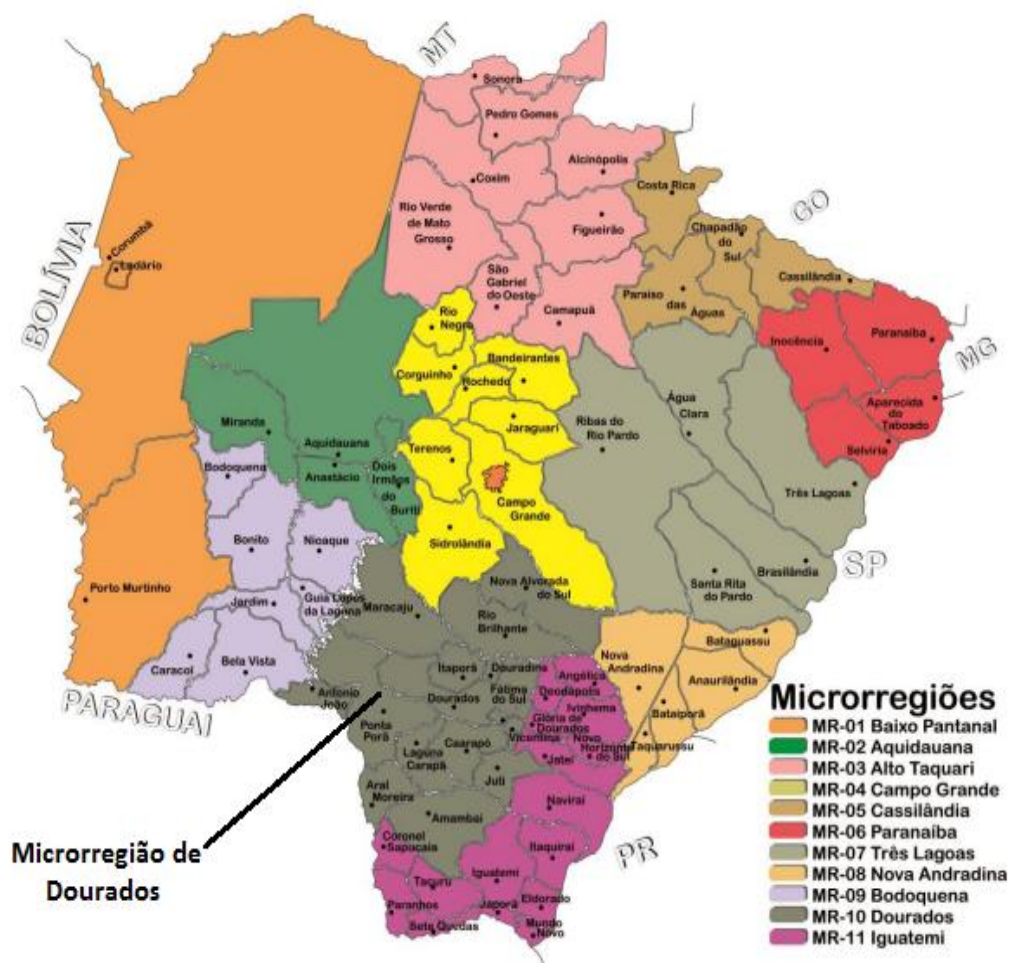 MT
Sonora
Pedro Gomes
Alcinópolis
Coxim
Costa Rica
GO
Rio Verde
de Mato
Grosso
Figueirão
Chapadão
do
Sul
BOLÍVIA
Corumbá
Ladário
São
Gabriel
do Oeste
Camapuã
Paraiso
das
Águas
Cassilândia
Rio
Negro
Inocência
Paranaíba
MG
Corguinho
Bandeirantes
Rochedo
Água
Clara
Aparecida
do
Taboado
Miranda
Jaraguari
Ribas do
Rio Pardo
Selvíria
Aquidauana
Terenos
Anastácio
Dois
Irmãos
do
Buriti
Bodoquena
Campo
Grande
Três Lagoas
Sidrolândia
Bonito
Nioaque
SP
Porto Murtinho
Brasilândia
Santa Rita
do Pardo
Nova Alvorada
do Sul
Guia Lopes
da Laguna
Jardim
Maracaju
Rio
Brilhante
Bataguassu
Caracol
Bela Vista
Nova
Andradina
Anaurilândia
PARAGUAI
Itaporã
Douradina
Angélica
Antonio
João
Dourados
Fátima
do Sul
Deodápolis
Ivighema
Bataiporã
Ponta
Porã
Glória de
Dourados
Vicentina
Novo
Horizonte
do Sul
Taquarussu
Laguna
Carapã
Caarapó
Jateí
Juti
Aral
Moreira
Amambai
Naviraí
Coronel
Sapucaia
PR
Itaquiraí
Tacuru
Iguatemi
Paranhos
Japorã
Eldorado
Sete Quedas
Mundo
Novo
Microrregião de
Dourados
Microrregiões
MR-01 Baixo Pantanal
MR-02 Aquidauana
MR-03 Alto Taquari
MR-04 Campo Grande
MR-05 Cassilândia
MR-06 Paranaíba
MR-07 Três Lagoas
MR-08 Nova Andradina
MR-09 Bodoquena
MR-10 Dourados
MR-11 Iguatemi